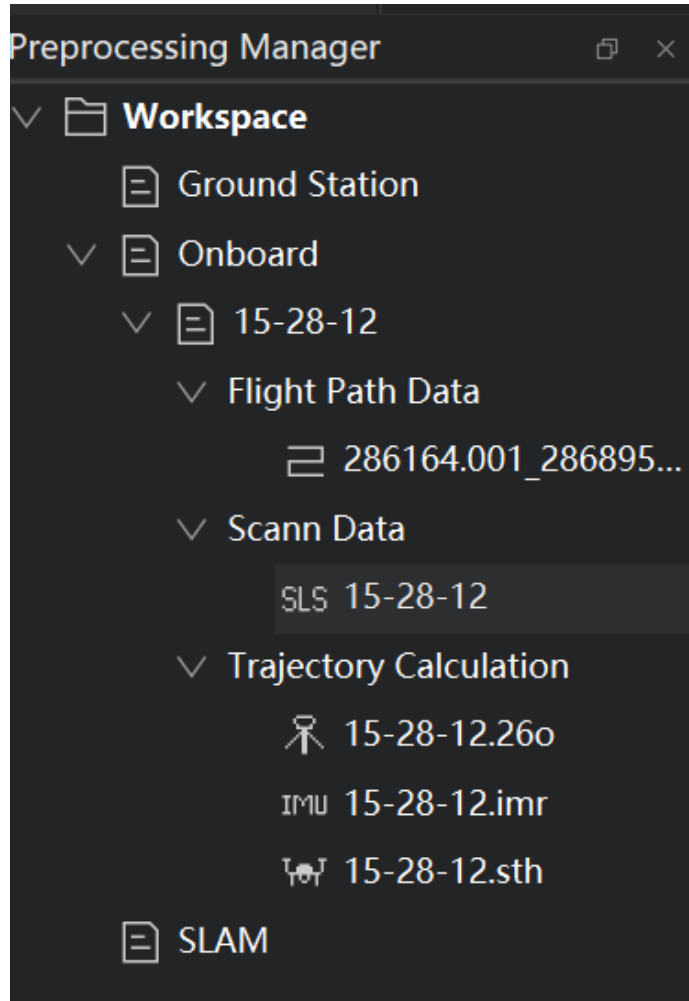 Preprocessing Manager
Workspace
Ground Station
Onboard
15-28-12
Flight Path Data
286164.001_286895...
Scann Data
SLS 15-28-12
Trajectory Calculation
15-28-12.26o
IMU 15-28-12.imr
15-28-12.sth
SLAM